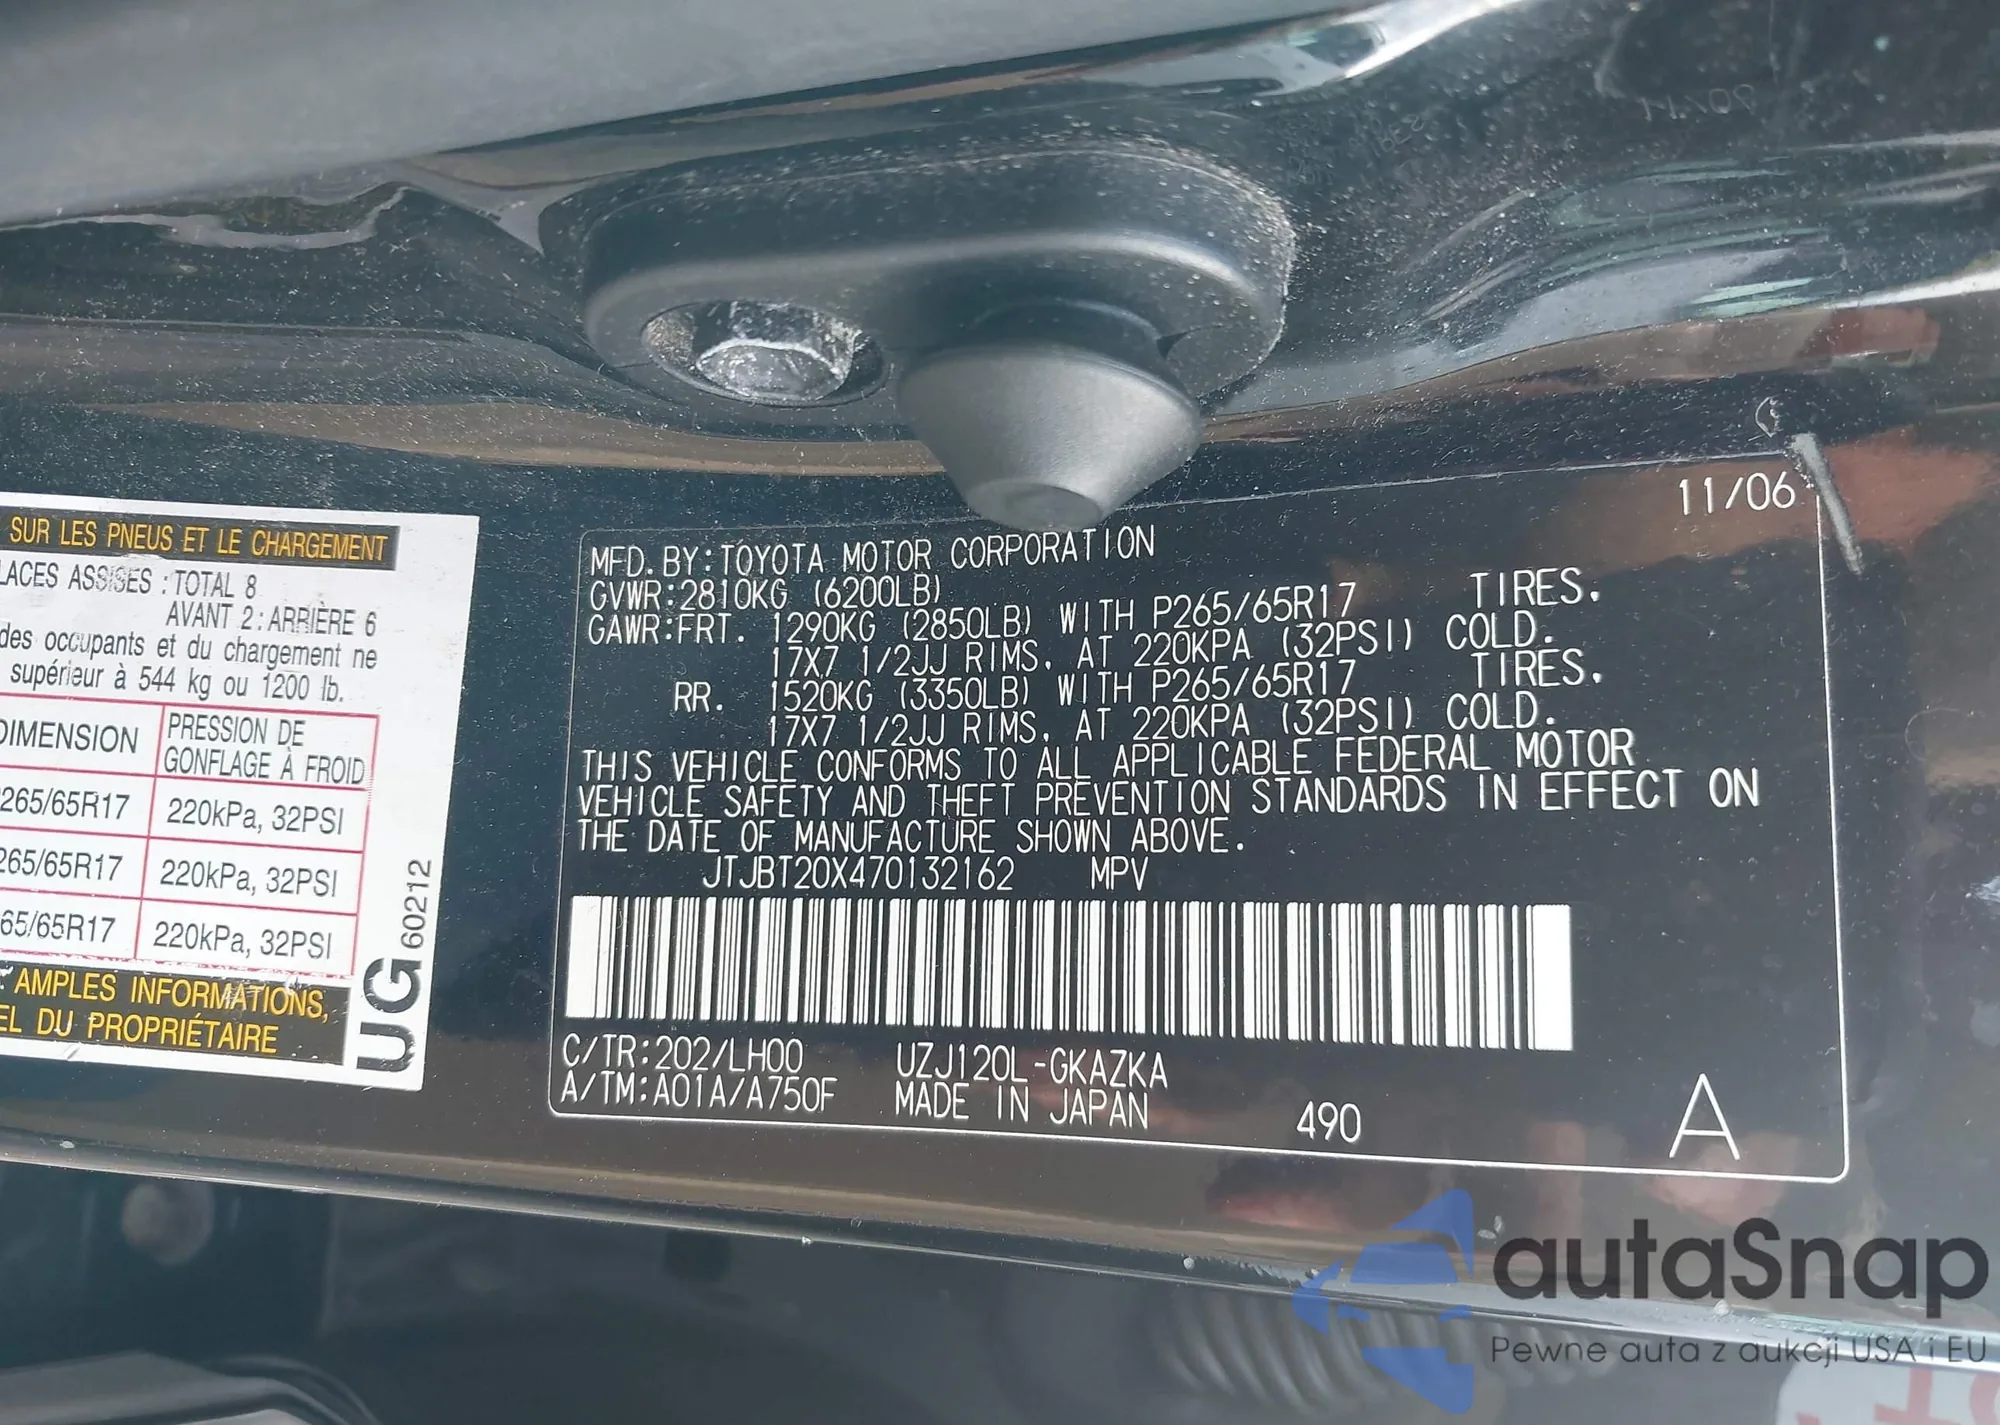 SUR LES PNEUS ET LE CHARGEMENT
LACES ASSISES : TOTAL 8
AVANT 2 : ARRIÈRE 6
des occupants et du chargement ne
supérieur à 544 kg ou 1200 lb.
DIMENSION PRESSION DE
GONFLAGE À FROID
265/65R17 220kPa, 32PSI
265/65R17 220kPa, 32PSI
65/65R17 220kPa, 32PSI
AMPLES INFORMATIONS,
EL DU PROPRIÉTAIRE
UG 60212
11/06
MFD. BY: TOYOTA MOTOR CORPORATION
GVWR: 2810KG (6200LB)
GAWR: FRT. 1290KG (2850LB) WITH P265/65R17 TIRES.
17X7 1/2JJ RIMS, AT 220KPA (32PSI) COLD.
RR. 1520KG (3350LB) WITH P265/65R17 TIRES.
17X7 1/2JJ RIMS, AT 220KPA (32PSI) COLD.
THIS VEHICLE CONFORMS TO ALL APPLICABLE FEDERAL MOTOR
VEHICLE SAFETY AND THEFT PREVENTION STANDARDS IN EFFECT ON
THE DATE OF MANUFACTURE SHOWN ABOVE.
JTJBT20X470132162 MPV
C/TR: 202/LH00 UZJ120L-GKAZKA
A/TM: A01A/A750F MADE IN JAPAN 490 A
autaSnap
Pewne auta z aukcji USA i EU